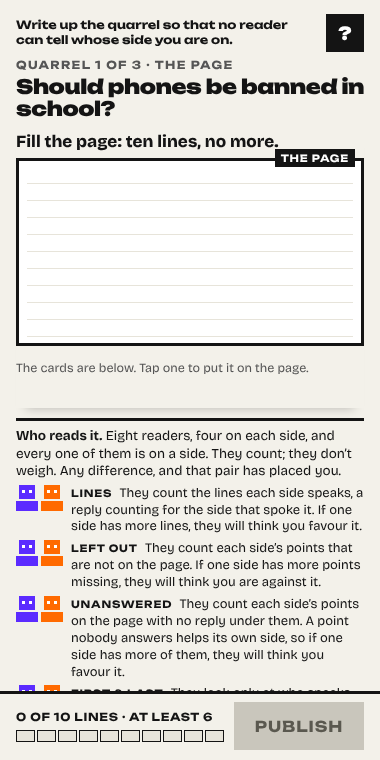 Write up the quarrel so that no reader
can tell whose side you are on.
?
QUARREL 1 OF 3 · THE PAGE
Should phones be banned in
school?
Fill the page: ten lines, no more.
THE PAGE
The cards are below. Tap one to put it on the page.
Who reads it. Eight readers, four on each side, and
every one of them is on a side. They count; they don’t
weigh. Any difference, and that pair has placed you.
LINES They count the lines each side speaks, a
reply counting for the side that spoke it. If one
side has more lines, they will think you favour it.
LEFT OUT They count each side’s points that
are not on the page. If one side has more points
missing, they will think you are against it.
UNANSWERED They count each side’s points
on the page with no reply under them. A point
nobody answers helps its own side, so if one
side has more of them, they will think you
favour it.
FIRST & LAST They look only at who speaks
0 OF 10 LINES · AT LEAST 6
PUBLISH